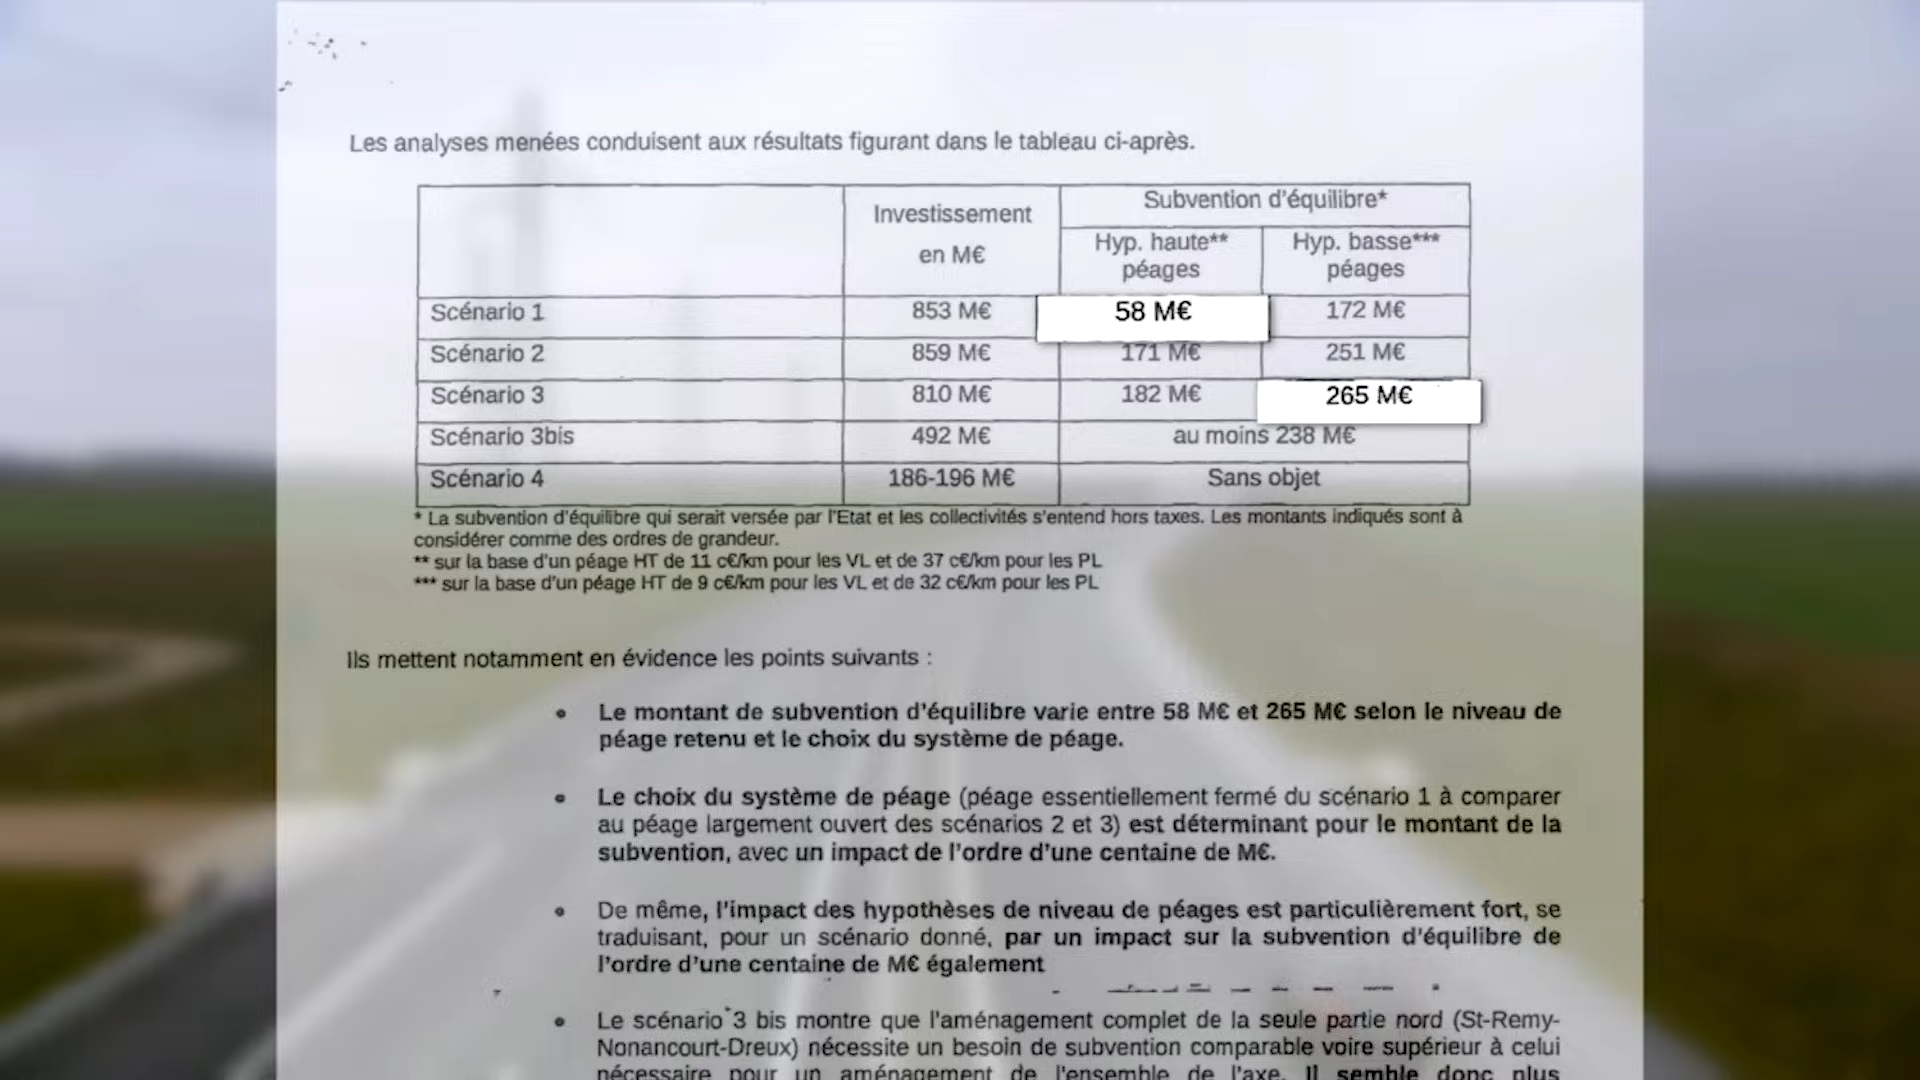 Les analyses menées conduisent aux résultats figurant dans le tableau ci-après.
Investissement
en M€
Subvention d'équilibre*
Hyp. haute**
péages
Hyp. basse***
péages
Scénario 1 853 M€ 58 M€ 172 M€
Scénario 2 859 M€ 171 M€ 251 M€
Scénario 3 810 M€ 182 M€ 265 M€
Scénario 3bis 492 M€ au moins 238 M€
Scénario 4 186-196 M€ Sans objet
* La subvention d'équilibre qui serait versée par l'Etat et les collectivités s'entend hors taxes. Les montants indiqués sont à
considérer comme des ordres de grandeur.
** sur la base d'un péage HT de 11 c€/km pour les VL et de 37 c€/km pour les PL
*** sur la base d'un péage HT de 9 c€/km pour les VL et de 32 c€/km pour les PL
Ils mettent notamment en évidence les points suivants :
• Le montant de subvention d'équilibre varie entre 58 M€ et 265 M€ selon le niveau de
péage retenu et le choix du système de péage.
• Le choix du système de péage (péage essentiellement fermé du scénario 1 à comparer
au péage largement ouvert des scénarios 2 et 3) est déterminant pour le montant de la
subvention, avec un impact de l'ordre d'une centaine de M€.
• De même, l'impact des hypothèses de niveau de péages est particulièrement fort, se
traduisant, pour un scénario donné, par un impact sur la subvention d'équilibre de
l'ordre d'une centaine de M€ également
• Le scénario 3 bis montre que l'aménagement complet de la seule partie nord (St-Remy-
Nonancourt-Dreux) nécessite un besoin de subvention comparable voire supérieur à celui
nécessaire pour un aménagement de l'ensemble de l'axe. Il semble donc plus